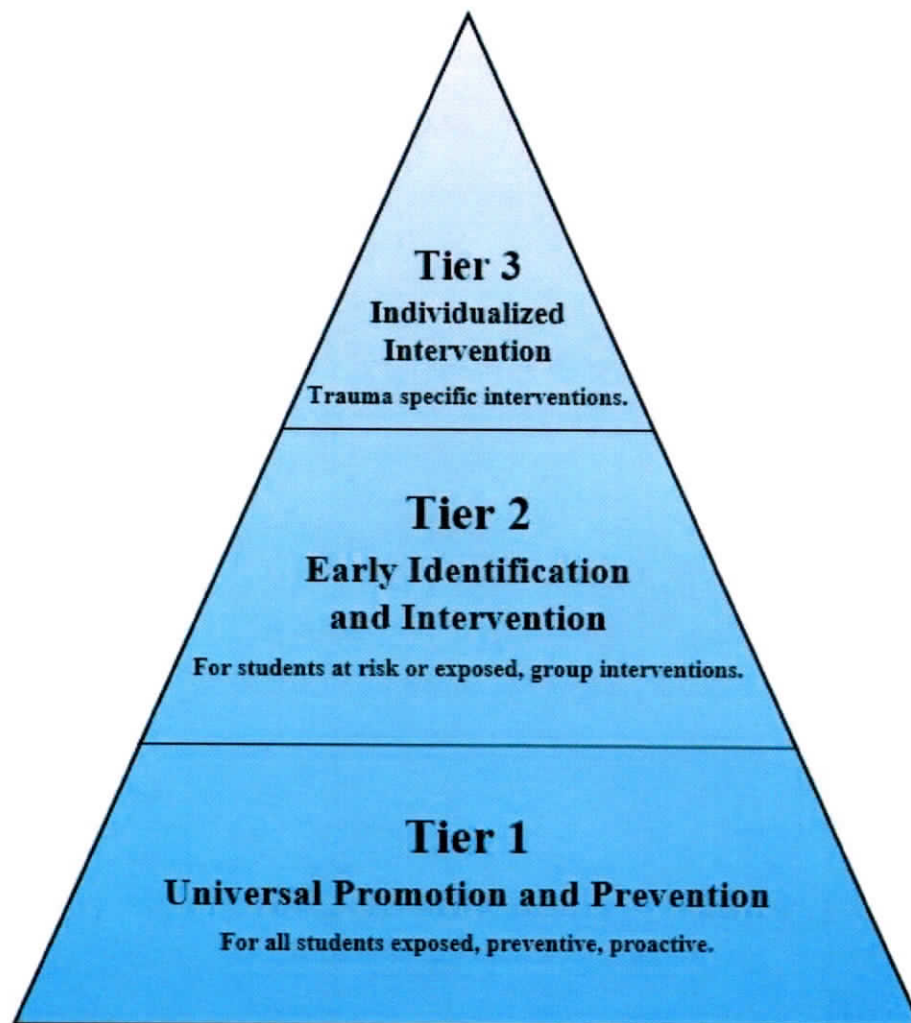 Tier 3
Individualized
Intervention
Trauma specific interventions.
Tier 2
Early Identification
and Intervention
For students at risk or exposed, group interventions.
Tier 1
Universal Promotion and Prevention
For all students exposed, preventive, proactive.